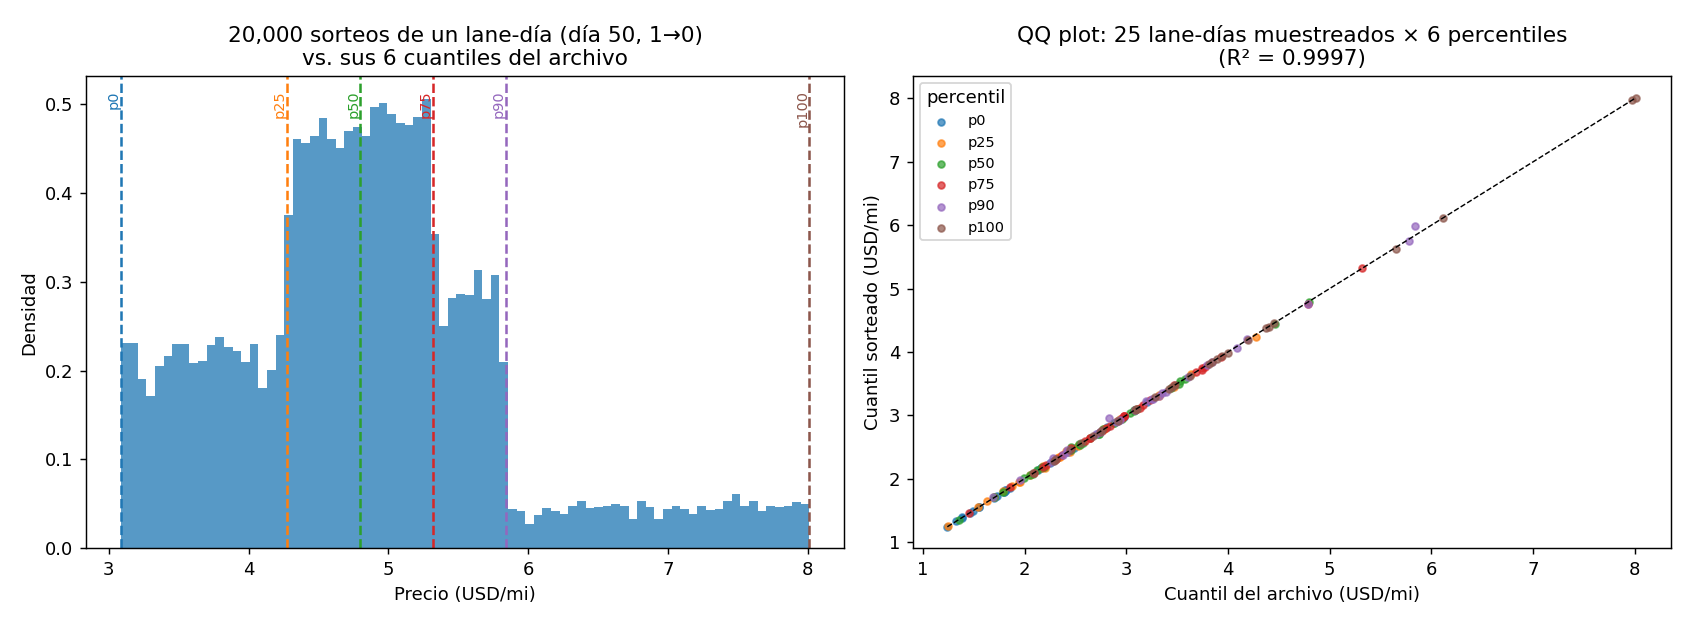 20,000 sorteos de un lane-día (día 50, 1→0)
vs. sus 6 cuantiles del archivo
p0
p25
p50
p75
p90
p100
0.5
0.4
0.3
0.2
0.1
0.0
Densidad
3
4
5
6
7
8
Precio (USD/mi)
QQ plot: 25 lane-días muestreados × 6 percentiles
(R² = 0.9997)
percentil
p0
p25
p50
p75
p90
p100
8
7
6
5
4
3
2
1
Cuantil sorteado (USD/mi)
1
2
3
4
5
6
7
8
Cuantil del archivo (USD/mi)